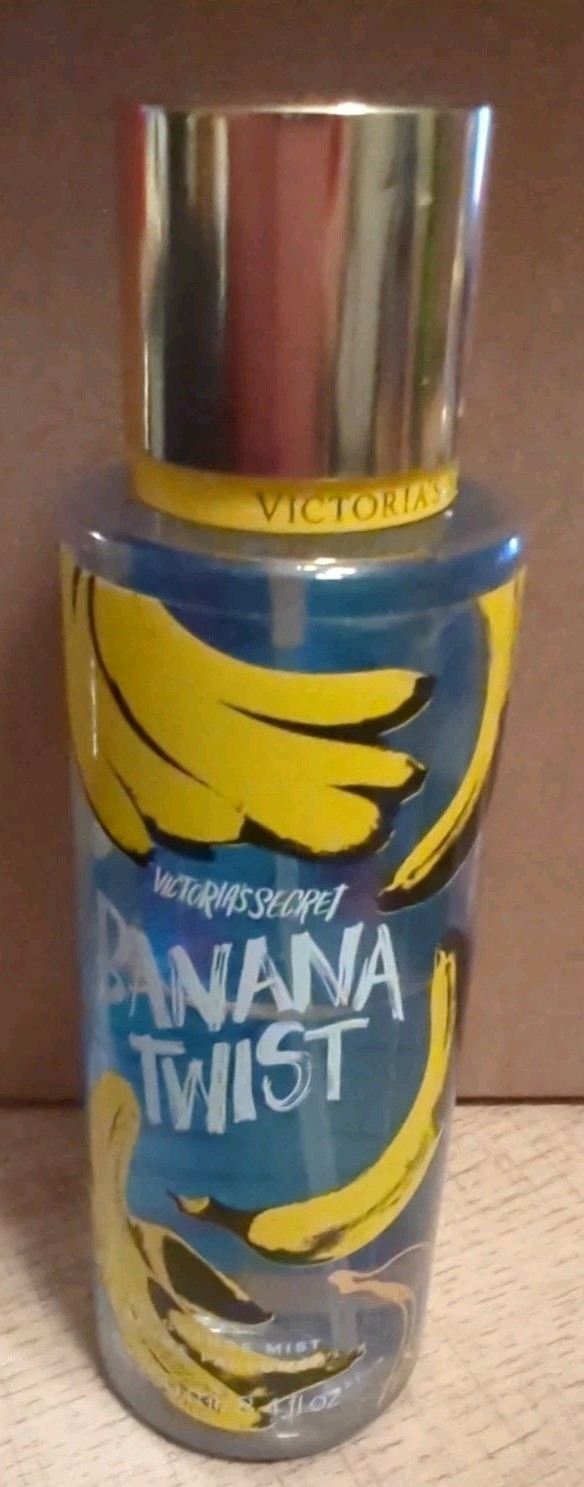 VICTORIA'S
VICTORIA'S SECRET
BANANA
TWIST
MIST
8.4 fl oz